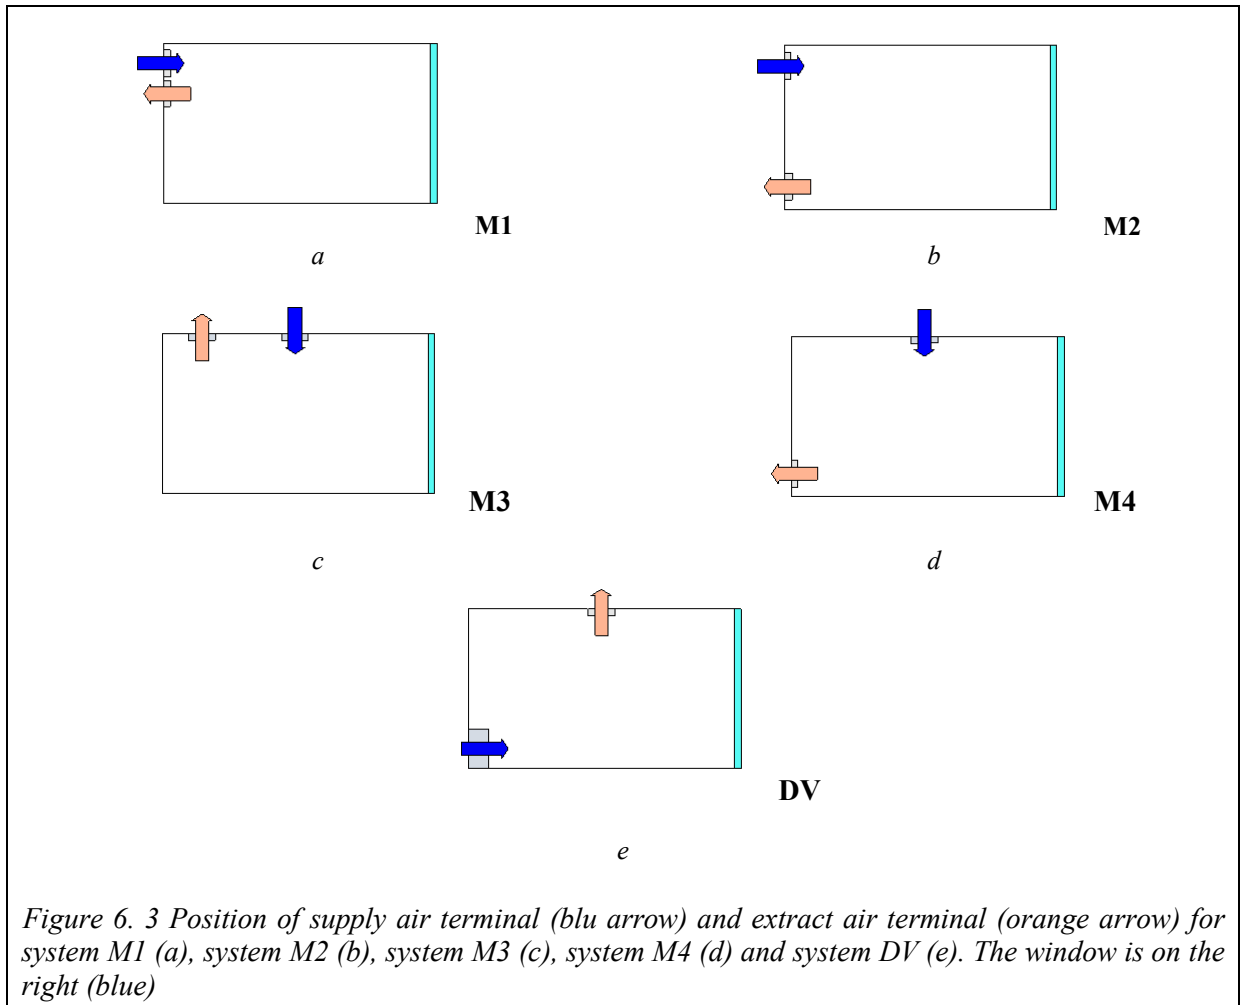 M1
M2
a
b
M3
M4
c
d
DV
e
Figure 6. 3 Position of supply air terminal (blu arrow) and extract air terminal (orange arrow) for
system M1 (a), system M2 (b), system M3 (c), system M4 (d) and system DV (e). The window is on the
right (blue)